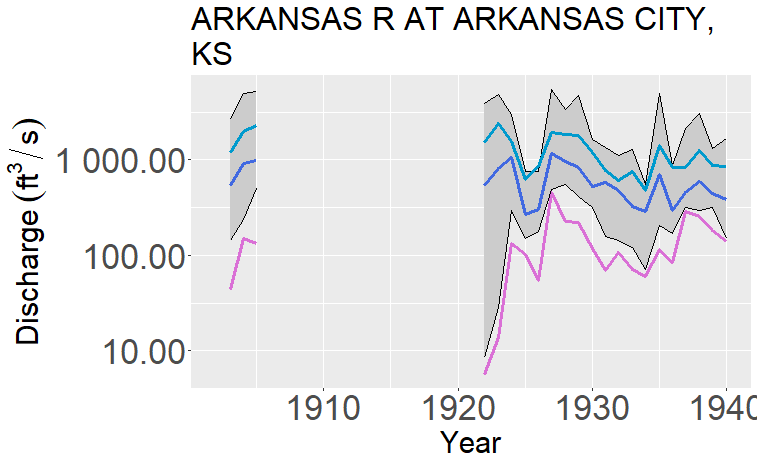 ARKANSAS R AT ARKANSAS CITY,
KS
Discharge (ft³/s)
1 000.00
100.00
10.00
1910
1920
1930
1940
Year